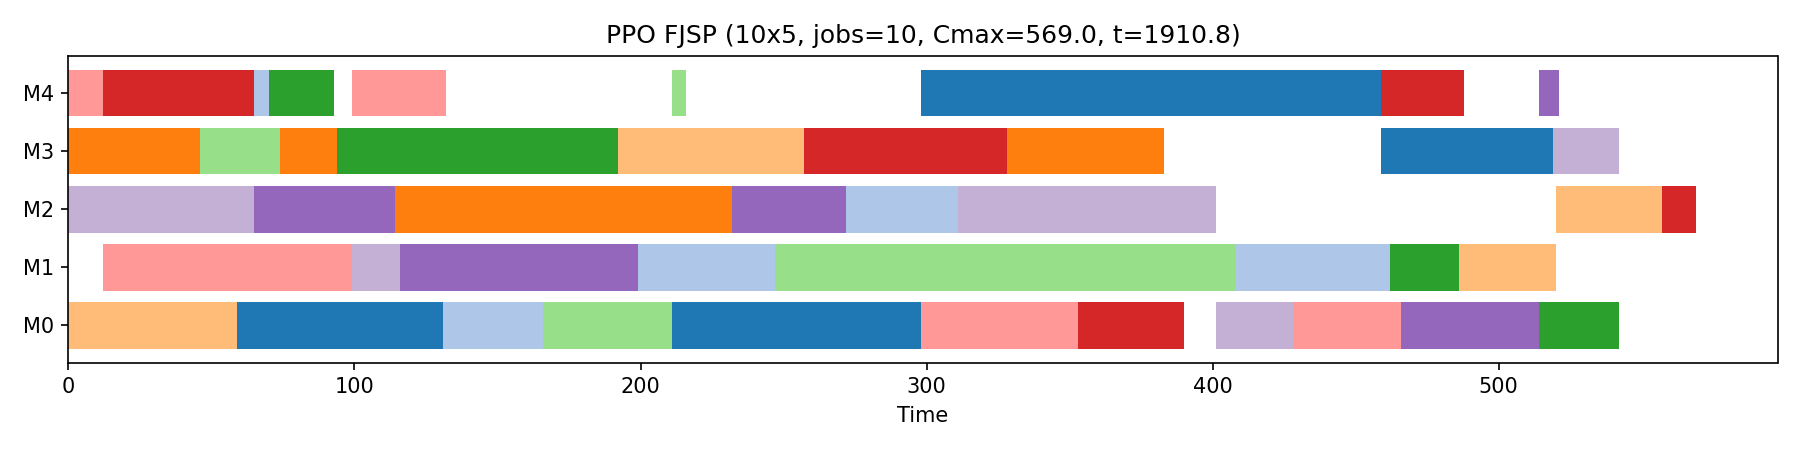 PPO FJSP (10x5, jobs=10, Cmax=569.0, t=1910.8)
M4
M3
M2
M1
M0
0 100 200 300 400 500
Time